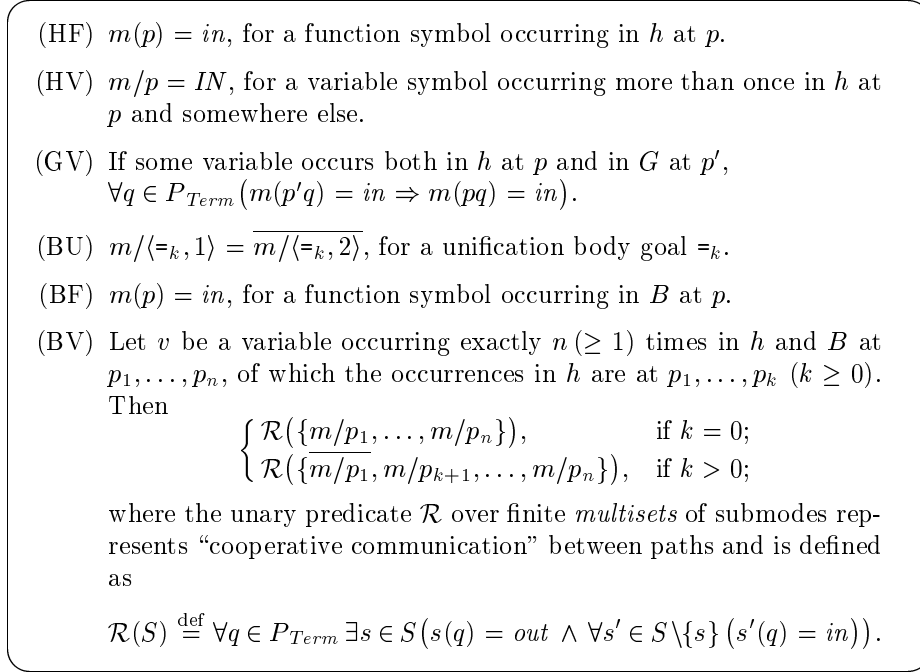 (HF) m(p) = in, for a function symbol occurring in h at p.
(HV) m/p = IN, for a variable symbol occurring more than once in h at
p and somewhere else.
(GV) If some variable occurs both in h at p and in G at p′,
∀q ∈ P_Term (m(p′q) = in ⇒ m(pq) = in).
(BU) m/⟨=_k, 1⟩ = \overline{m/⟨=_k, 2⟩}, for a unification body goal =_k.
(BF) m(p) = in, for a function symbol occurring in B at p.
(BV) Let v be a variable occurring exactly n (≥ 1) times in h and B at
p_1, . . . , p_n, of which the occurrences in h are at p_1, . . . , p_k (k ≥ 0).
Then
{ R({m/p_1, . . . , m/p_n}), if k = 0;
R({\overline{m/p_1}, m/p_{k+1}, . . . , m/p_n}), if k > 0;
where the unary predicate R over finite multisets of submodes rep-
resents “cooperative communication” between paths and is defined
as
R(S) \overset{def}{=} ∀q ∈ P_Term ∃s ∈ S(s(q) = out ∧ ∀s′ ∈ S\{s} (s′(q) = in)).